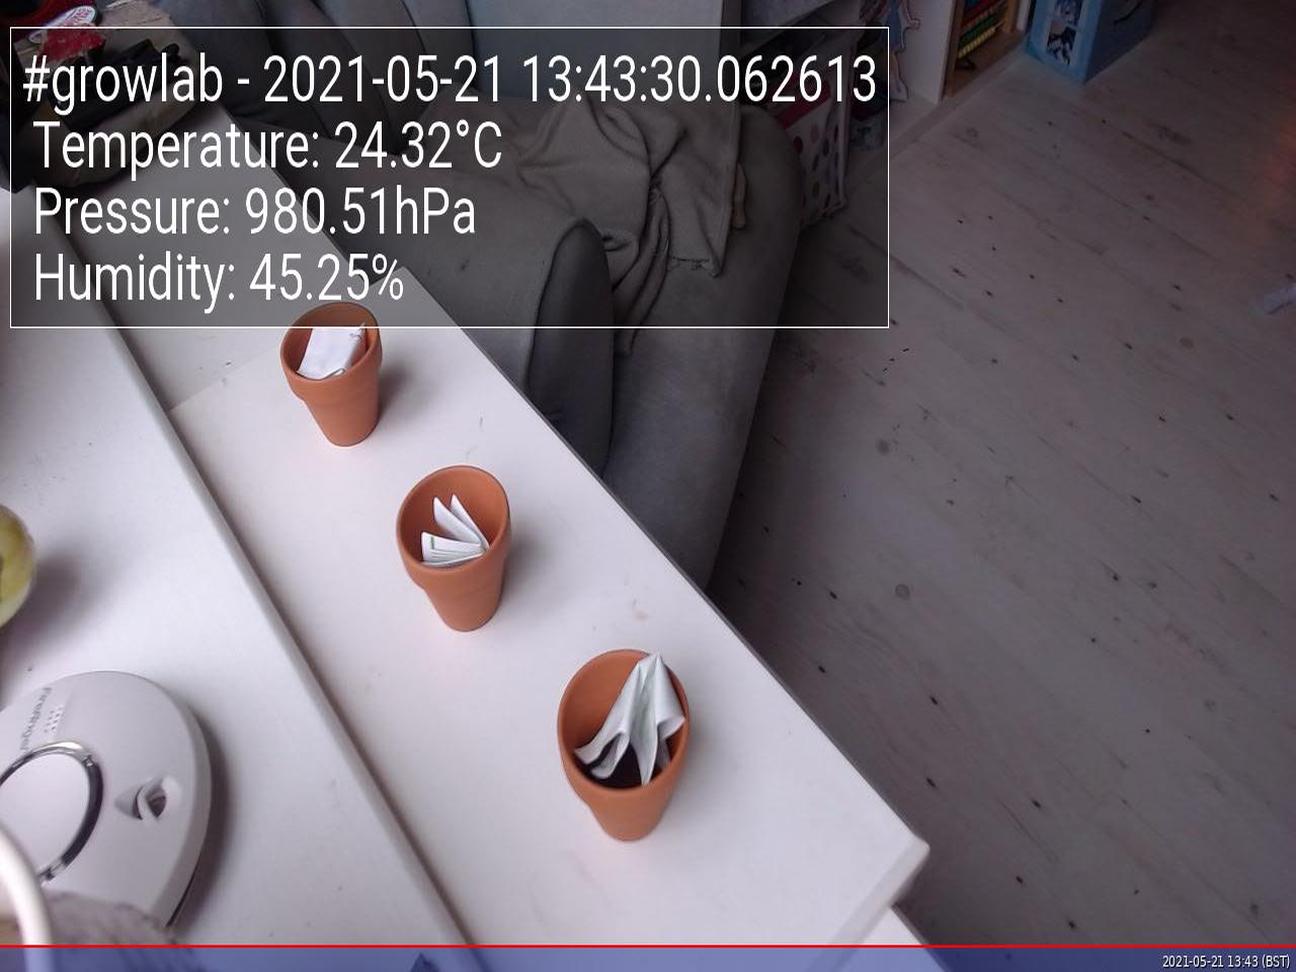 #growlab - 2021-05-21 13:43:30.062613
Temperature: 24.32°C
Pressure: 980.51hPa
Humidity: 45.25%
FireAngel
2021-05-21 13:43 (BST)